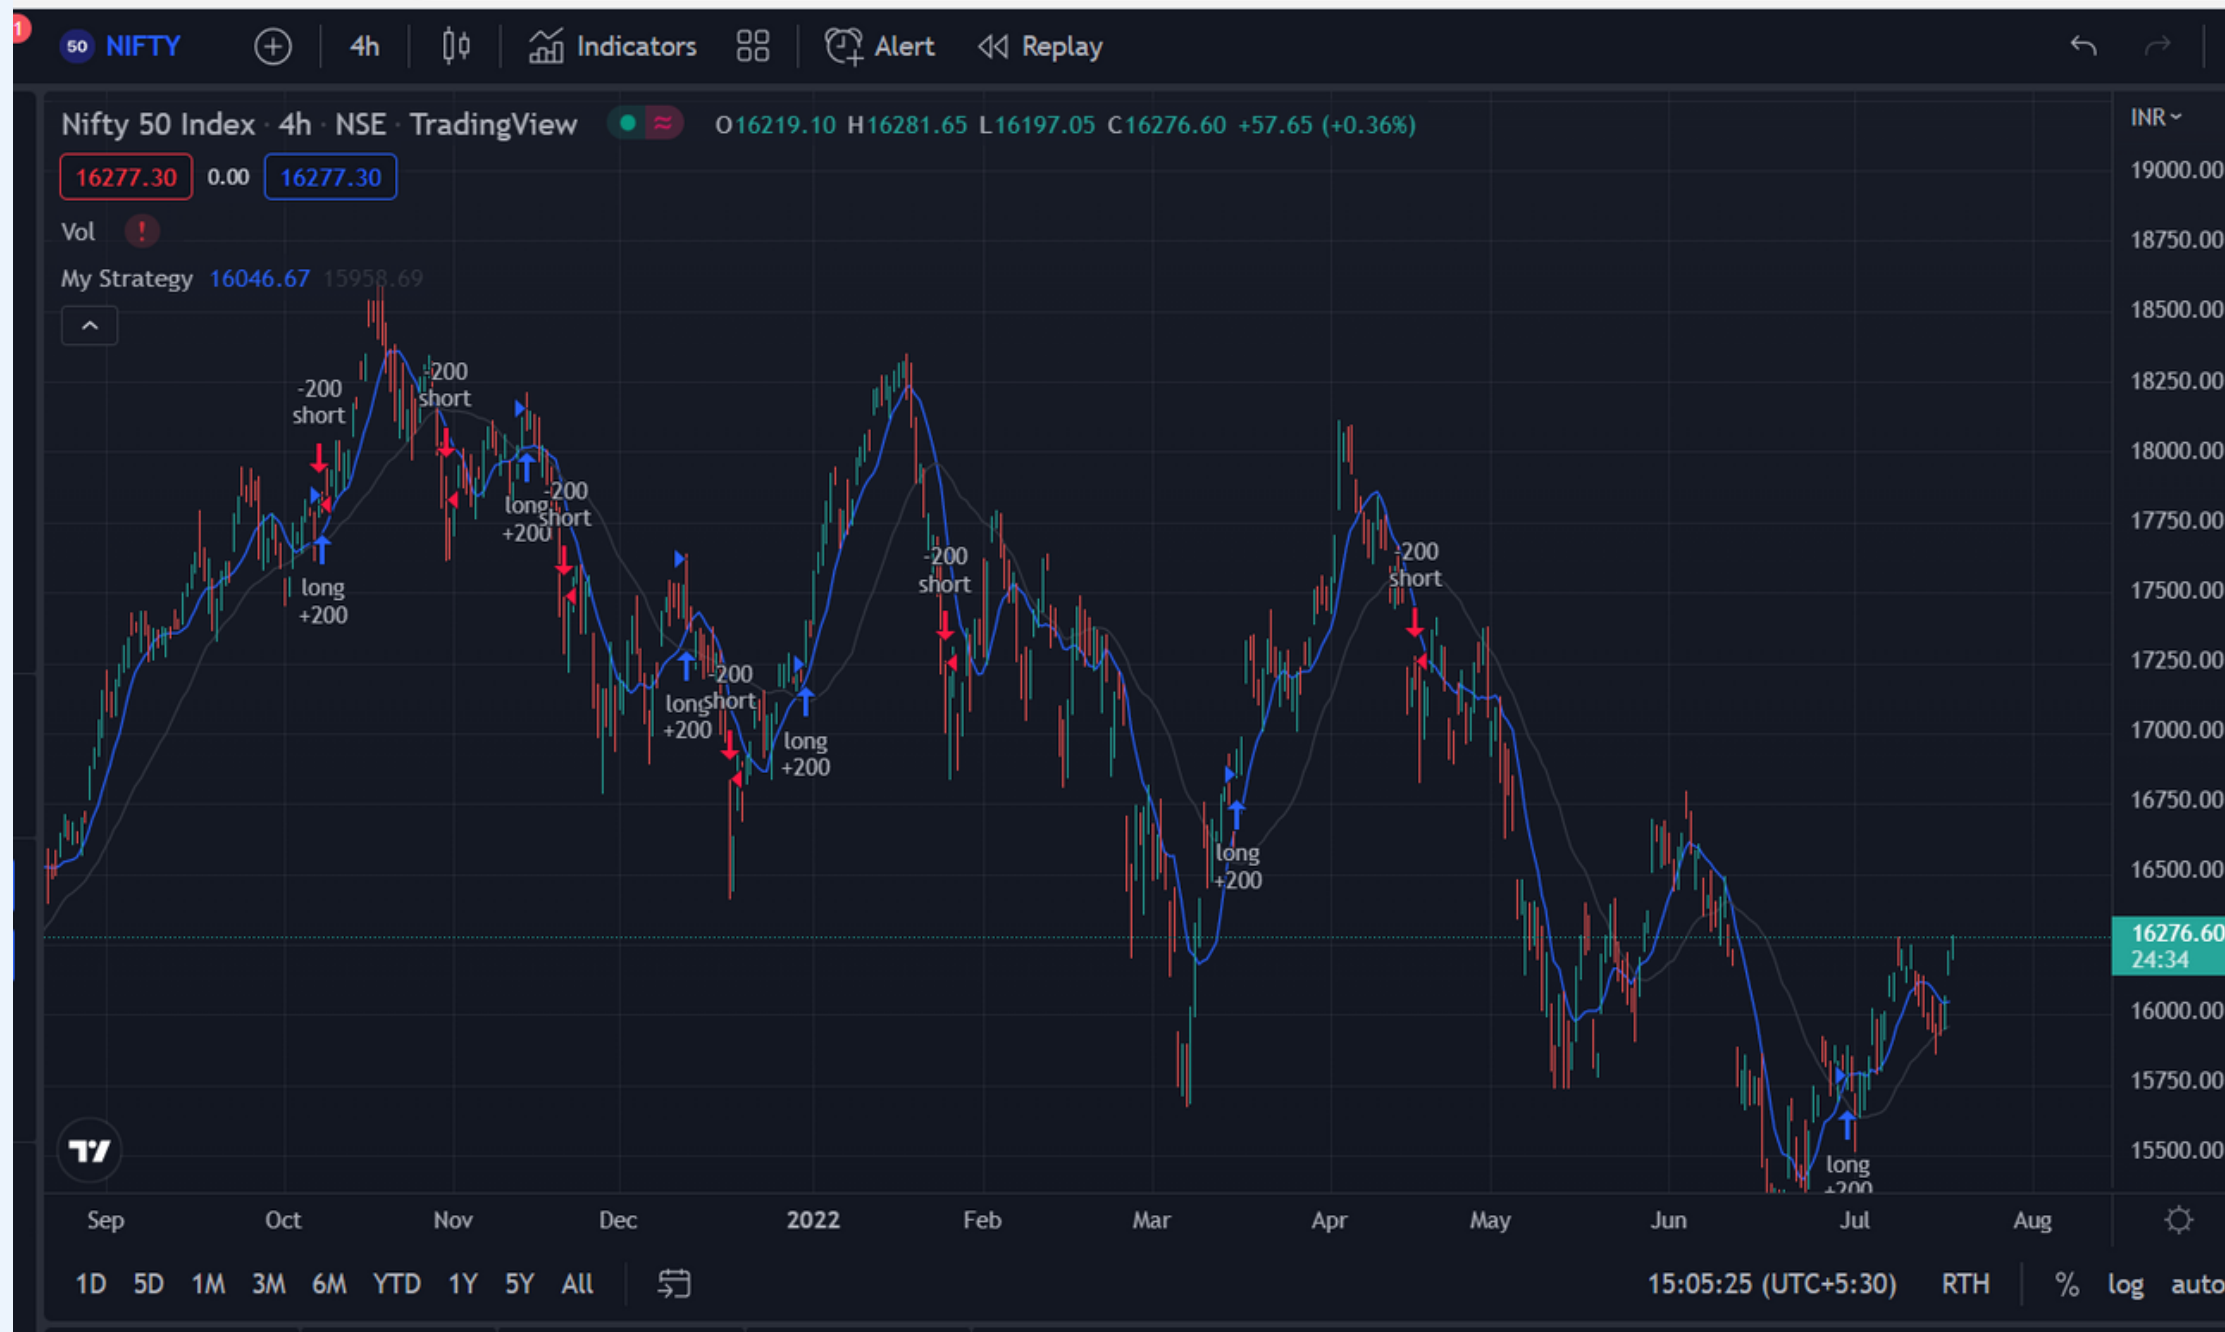 1
50 NIFTY 4h Indicators Alert Replay
Nifty 50 Index · 4h · NSE · TradingView O16219.10 H16281.65 L16197.05 C16276.60 +57.65 (+0.36%)
INR
16277.30 0.00 16277.30
Vol !
My Strategy 16046.67 15958.69
19000.00
18750.00
18500.00
18250.00
18000.00
17750.00
17500.00
17250.00
17000.00
16750.00
16500.00
16276.60
24:34
16000.00
15750.00
15500.00
-200
short
long
+200
-200
short
long
+200
-200
short
long
+200
-200
short
long
+200
-200
short
long
+200
-200
short
long
+200
Sep Oct Nov Dec 2022 Feb Mar Apr May Jun Jul Aug
1D 5D 1M 3M 6M YTD 1Y 5Y All 15:05:25 (UTC+5:30) RTH % log auto